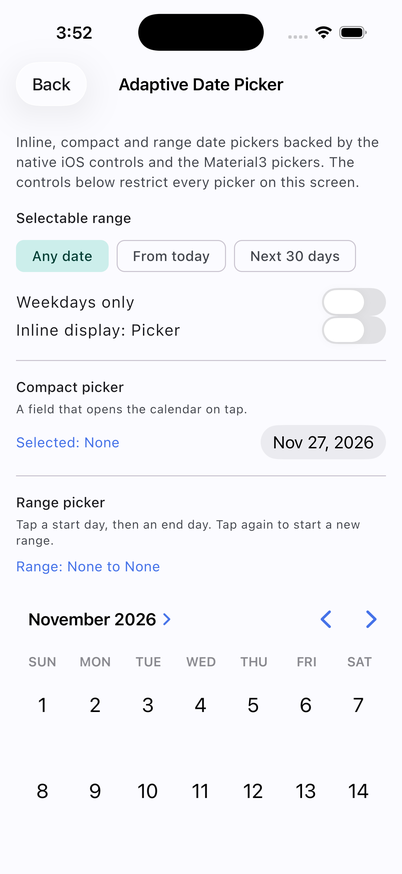 3:52
Back
Adaptive Date Picker
Inline, compact and range date pickers backed by the
native iOS controls and the Material3 pickers. The
controls below restrict every picker on this screen.
Selectable range
Any date
From today
Next 30 days
Weekdays only
Inline display: Picker
Compact picker
A field that opens the calendar on tap.
Selected: None
Nov 27, 2026
Range picker
Tap a start day, then an end day. Tap again to start a new
range.
Range: None to None
November 2026
SUN MON TUE WED THU FRI SAT
1 2 3 4 5 6 7
8 9 10 11 12 13 14